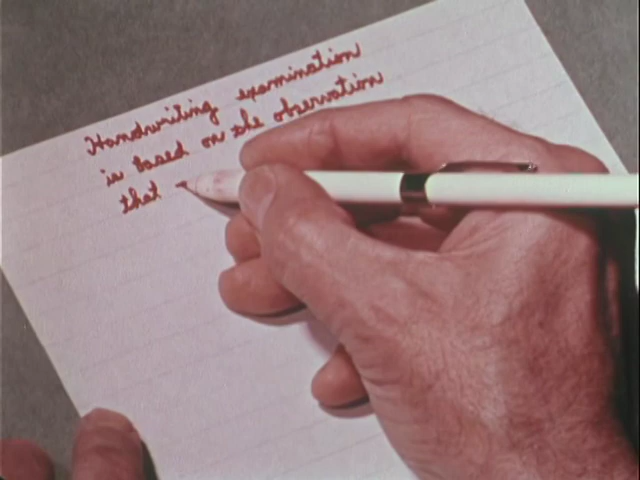 Handwriting examination
is based on the observation
that